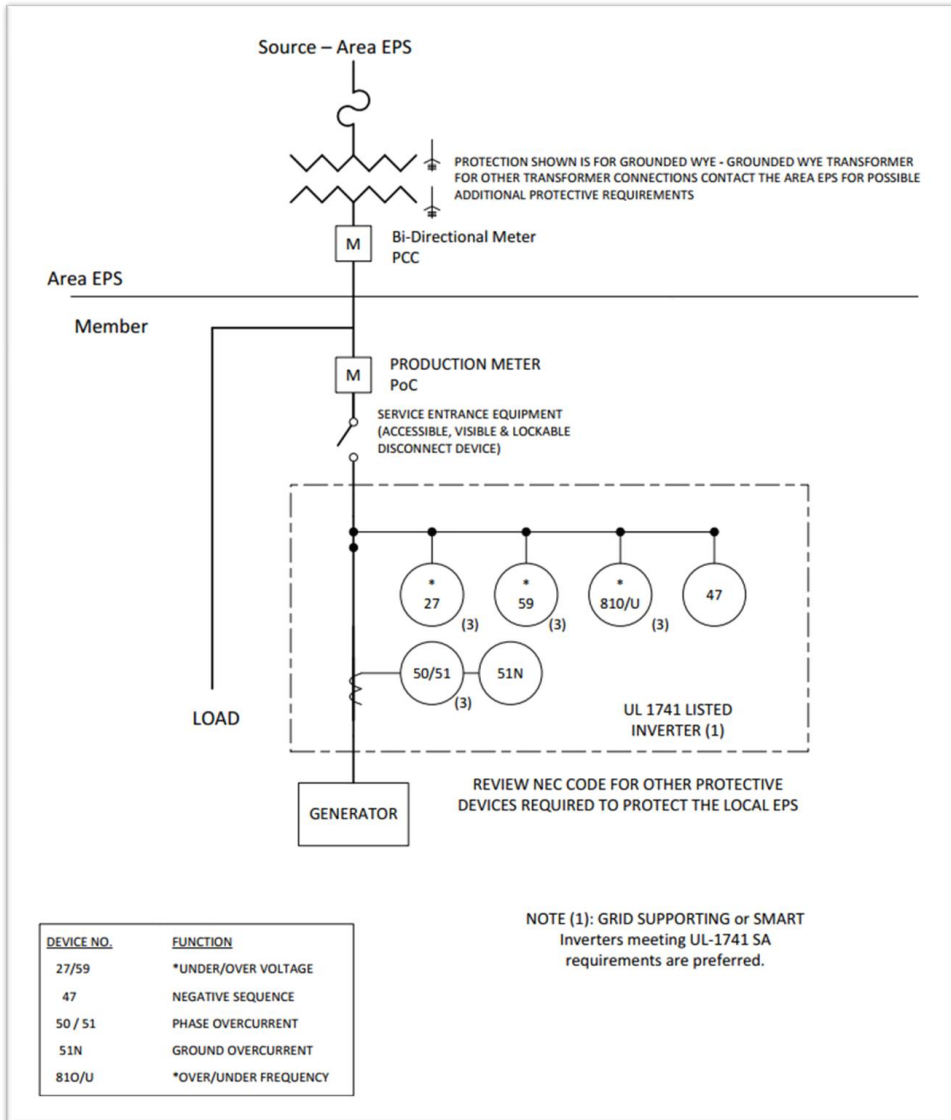 Source – Area EPS
PROTECTION SHOWN IS FOR GROUNDED WYE - GROUNDED WYE TRANSFORMER
FOR OTHER TRANSFORMER CONNECTIONS CONTACT THE AREA EPS FOR POSSIBLE
ADDITIONAL PROTECTIVE REQUIREMENTS
M
Bi-Directional Meter
PCC
Area EPS
Member
M
PRODUCTION METER
PoC
SERVICE ENTRANCE EQUIPMENT
(ACCESSIBLE, VISIBLE & LOCKABLE
DISCONNECT DEVICE)
*
27
(3)
*
59
(3)
*
81O/U
(3)
47
50/51
(3)
51N
LOAD
UL 1741 LISTED
INVERTER (1)
GENERATOR
REVIEW NEC CODE FOR OTHER PROTECTIVE
DEVICES REQUIRED TO PROTECT THE LOCAL EPS
NOTE (1): GRID SUPPORTING or SMART
Inverters meeting UL-1741 SA
requirements are preferred.
DEVICE NO. FUNCTION
27/59 *UNDER/OVER VOLTAGE
47 NEGATIVE SEQUENCE
50 / 51 PHASE OVERCURRENT
51N GROUND OVERCURRENT
81O/U *OVER/UNDER FREQUENCY